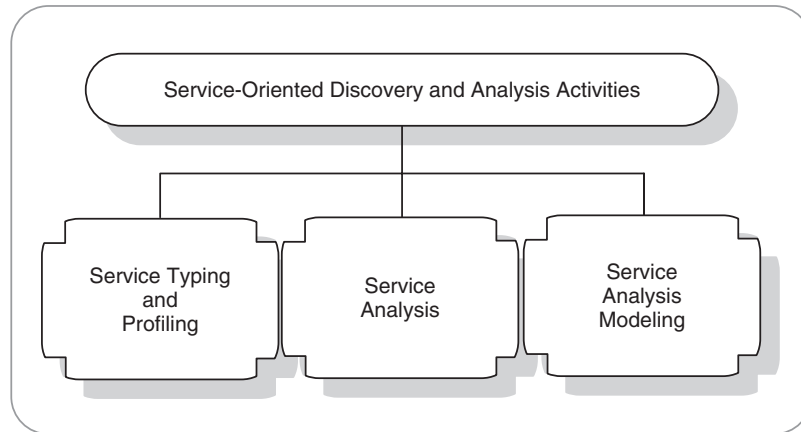 Service-Oriented Discovery and Analysis Activities
Service Typing
and
Profiling
Service
Analysis
Service
Analysis
Modeling